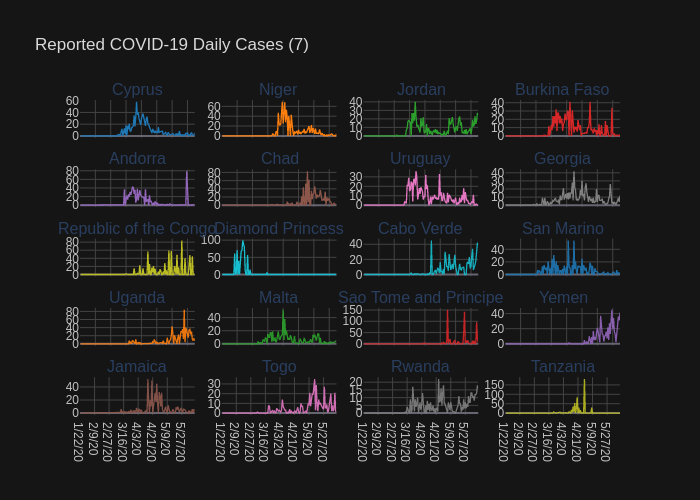 Reported COVID-19 Daily Cases (7)
Cyprus Niger Jordan Burkina Faso
60 40 20 0
60 40 20 0
40 30 20 10 0
40 30 20 10 0
Andorra Chad Uruguay Georgia
80 60 40 20 0
80 60 40 20 0
30 20 10 0
40 20 0
Republic of the Congo Diamond Princess Cabo Verde San Marino
80 60 40 20 0
100 50 0
40 20 0
40 20 0
Uganda Malta Sao Tome and Principe Yemen
80 60 40 20 0
40 20 0
150 100 50 0
40 20 0
Jamaica Togo Rwanda Tanzania
40 20 0
30 20 10 0
20 15 10 5 0
150 100 50 0
1/22/20 2/9/20 2/27/20 3/16/20 4/3/20 4/21/20 5/9/20 5/27/20
1/22/20 2/9/20 2/27/20 3/16/20 4/3/20 4/21/20 5/9/20 5/27/20
1/22/20 2/9/20 2/27/20 3/16/20 4/3/20 4/21/20 5/9/20 5/27/20
1/22/20 2/9/20 2/27/20 3/16/20 4/3/20 4/21/20 5/9/20 5/27/20